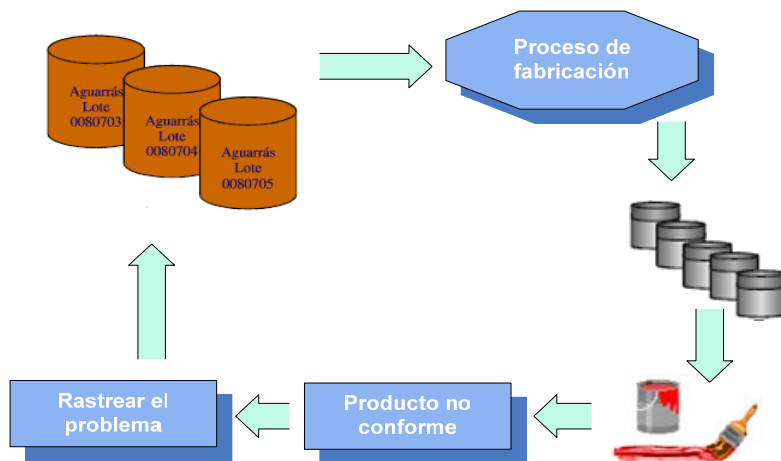 Aguarrás
Lote
0080703
Aguarrás
Lote
0080704
Aguarrás
Lote
0080705
Proceso de
fabricación
Producto no
conforme
Rastrear el
problema